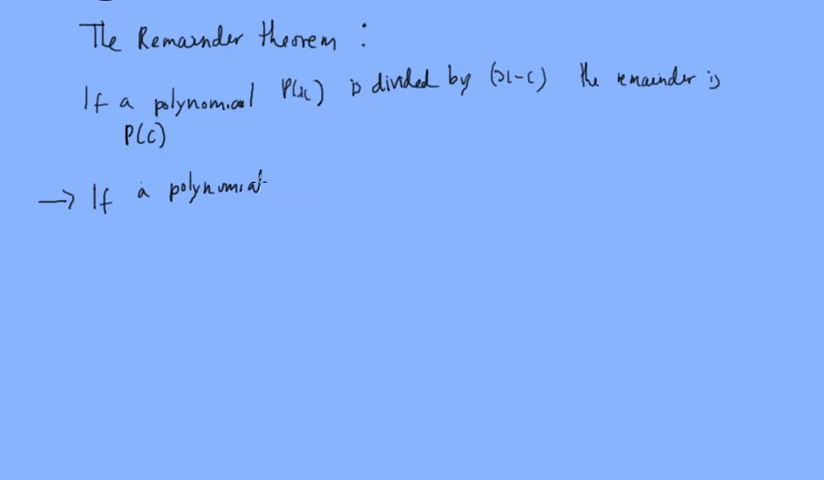 The Remainder theorem :
If a polynomial P(x) is divided by (x-c) the remainder is
P(c)
→ If a polynomial